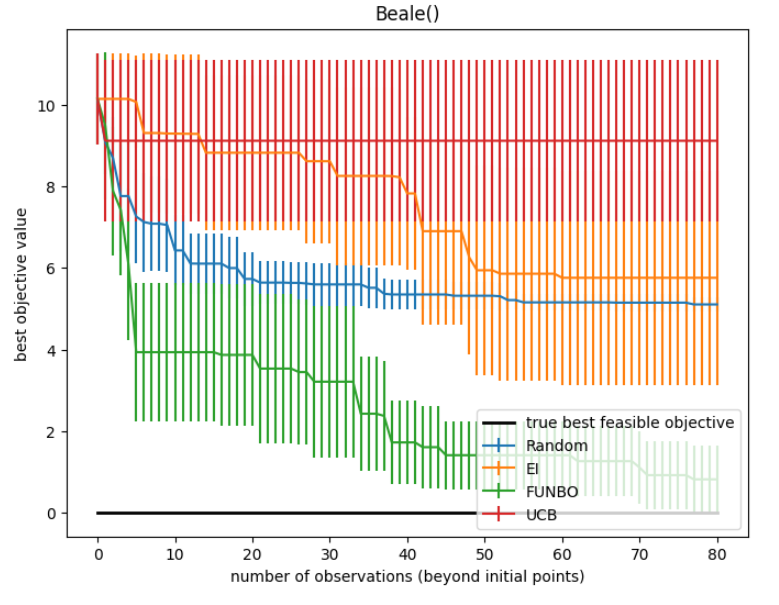 Beale()
best objective value
10
8
6
4
2
0
true best feasible objective
Random
EI
FUNBO
UCB
0 10 20 30 40 50 60 70 80
number of observations (beyond initial points)